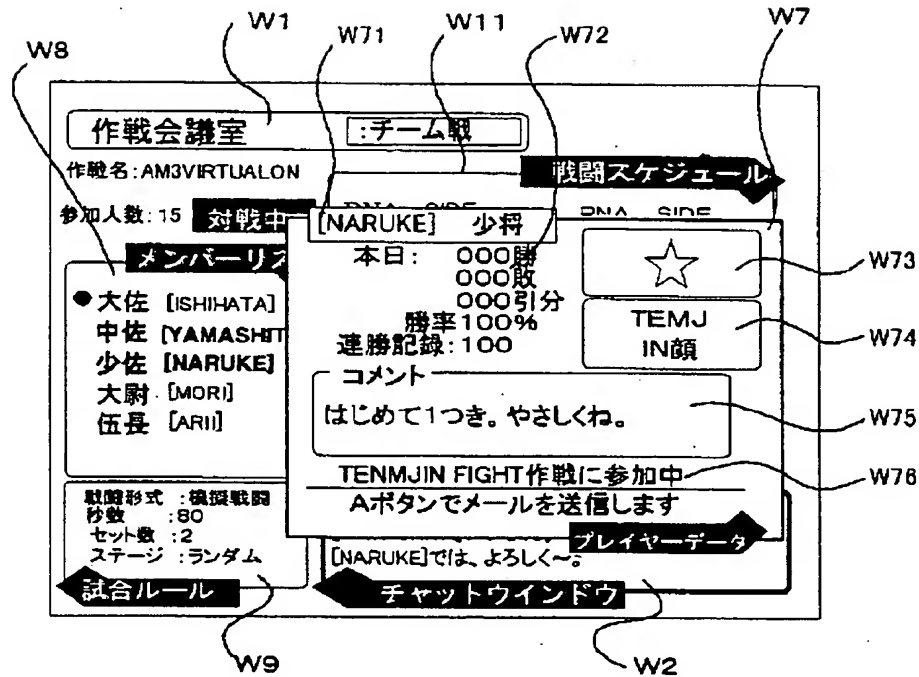 W1
W71
W11
W72
W7
W8
作戦会議室 :チーム戦
作戦名:AM3VIRTUALON
戦闘スケジュール
参加人数:15 対戦中
DNA SIDE
RNA SIDE
メンバーリス
●大佐 [ISHIHATA]
中佐 [YAMASHIT
少佐 [NARUKE]
大尉 [MORI]
伍長 [ARII]
[NARUKE] 少将
本日: 000勝
000敗
000引分
勝率100%
連勝記録:100
☆
W73
TEMJ
IN顔
W74
コメント
はじめて1つき。やさしくね。
W75
TENMJIN FIGHT作戦に参加中
W76
Aボタンでメールを送信します
プレイヤーデータ
戦闘形式 :模擬戦闘
秒数 :80
セット数 :2
ステージ :ランダム
試合ルール
[NARUKE]では、よろしく~。
チャットウインドウ
W9
W2